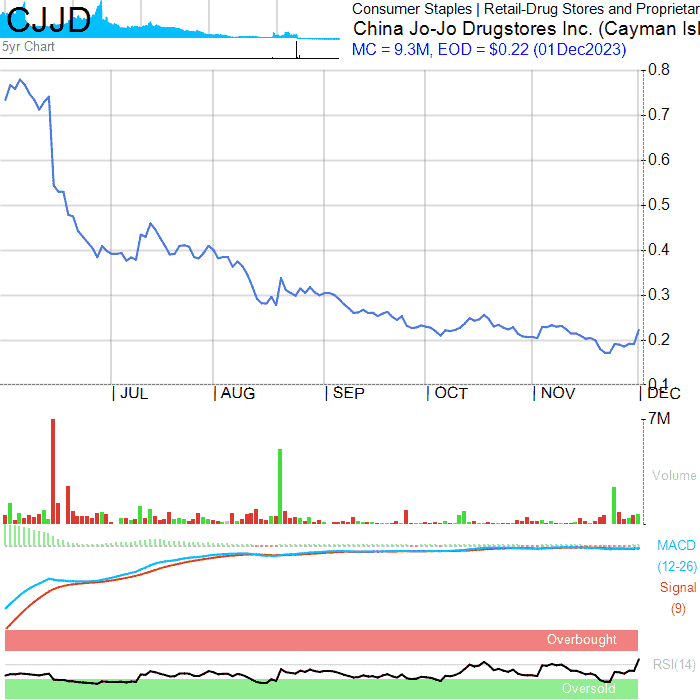 CJJD
5yr Chart
Consumer Staples | Retail-Drug Stores and Proprietar
China Jo-Jo Drugstores Inc. (Cayman Isl
MC = 9.3M, EOD = $0.22 (01Dec2023)
0.8
0.7
0.6
0.5
0.4
0.3
0.2
0.1
| JUL | AUG | SEP | OCT | NOV | DEC
7M
Volume
MACD
(12-26)
Signal
(9)
Overbought
RSI(14)
Oversold